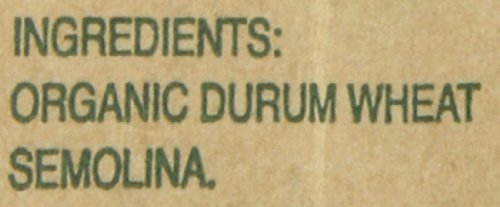 INGREDIENTS:
ORGANIC DURUM WHEAT
SEMOLINA.